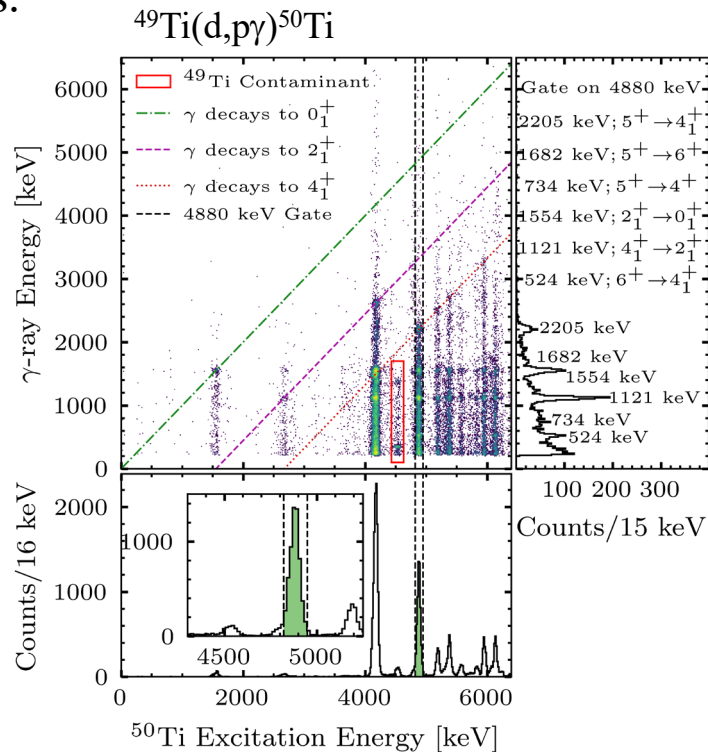 s.
⁴⁹Ti(d,pγ)⁵⁰Ti
⁴⁹Ti Contaminant
γ decays to 0₁⁺
γ decays to 2₁⁺
γ decays to 4₁⁺
4880 keV Gate
γ-ray Energy [keV]
6000
5000
4000
3000
2000
1000
0
Gate on 4880 keV
2205 keV; 5⁺→4₁⁺
1682 keV; 5⁺→6⁺
734 keV; 5⁺→4⁺
1554 keV; 2₁⁺→0₁⁺
1121 keV; 4₁⁺→2₁⁺
524 keV; 6⁺→4₁⁺
2205 keV
1682 keV
1554 keV
1121 keV
734 keV
524 keV
100 200 300
Counts/15 keV
Counts/16 keV
2000
1000
0
1000
0
4500 5000
0 2000 4000 6000
⁵⁰Ti Excitation Energy [keV]